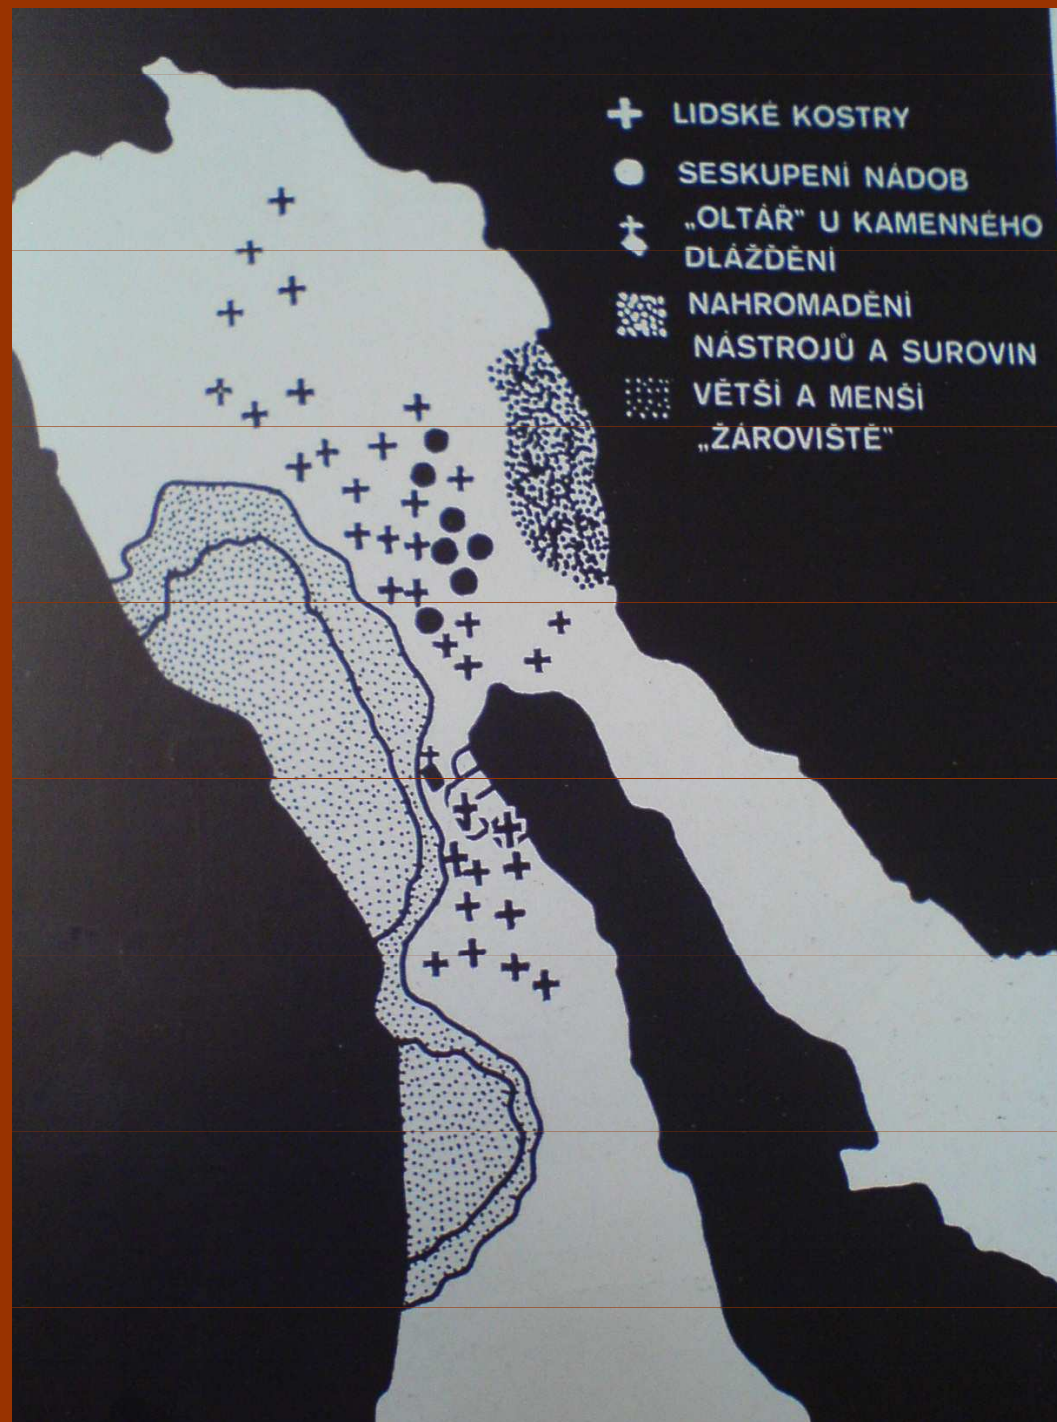 LIDSKÉ KOSTRY
SESKUPENÍ NÁDOB
„OLTÁŘ” U KAMENNÉHO
DLÁŽDĚNÍ
NAHROMADĚNÍ
NÁSTROJŮ A SUROVIN
VĚTŠÍ A MENŠÍ
„ŽÁROVIŠTĚ”